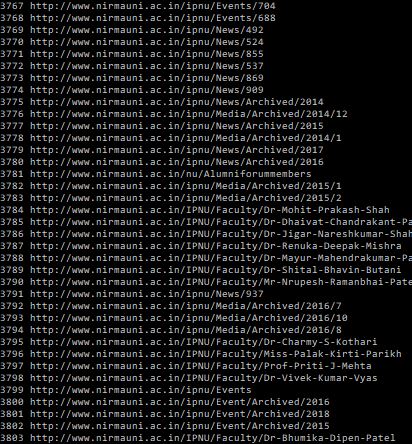 3767 http://www.nirmauni.ac.in/ipnu/Events/704
3768 http://www.nirmauni.ac.in/ipnu/Events/688
3769 http://www.nirmauni.ac.in/ipnu/News/492
3770 http://www.nirmauni.ac.in/ipnu/News/524
3771 http://www.nirmauni.ac.in/ipnu/News/855
3772 http://www.nirmauni.ac.in/ipnu/News/537
3773 http://www.nirmauni.ac.in/ipnu/News/869
3774 http://www.nirmauni.ac.in/ipnu/News/909
3775 http://www.nirmauni.ac.in/ipnu/News/Archived/2014
3776 http://www.nirmauni.ac.in/ipnu/Media/Archived/2014/12
3777 http://www.nirmauni.ac.in/ipnu/News/Archived/2015
3778 http://www.nirmauni.ac.in/ipnu/Media/Archived/2014/1
3779 http://www.nirmauni.ac.in/ipnu/News/Archived/2017
3780 http://www.nirmauni.ac.in/ipnu/News/Archived/2016
3781 http://www.nirmauni.ac.in/nu/Alumniforummembers
3782 http://www.nirmauni.ac.in/ipnu/Media/Archived/2015/1
3783 http://www.nirmauni.ac.in/ipnu/Media/Archived/2015/2
3784 http://www.nirmauni.ac.in/IPNU/Faculty/Dr-Mohit-Prakash-Shah
3785 http://www.nirmauni.ac.in/IPNU/Faculty/Dr-Dhaivat-Chandrakant-Pa
3786 http://www.nirmauni.ac.in/IPNU/Faculty/Dr-Jigar-Nareshkumar-Shah
3787 http://www.nirmauni.ac.in/IPNU/Faculty/Dr-Renuka-Deepak-Mishra
3788 http://www.nirmauni.ac.in/IPNU/Faculty/Dr-Mayur-Mahendrakumar-Pa
3789 http://www.nirmauni.ac.in/IPNU/Faculty/Dr-Shital-Bhavin-Butani
3790 http://www.nirmauni.ac.in/IPNU/Faculty/Mr-Nrupesh-Ramanbhai-Pate
3791 http://www.nirmauni.ac.in/ipnu/News/937
3792 http://www.nirmauni.ac.in/ipnu/Media/Archived/2016/7
3793 http://www.nirmauni.ac.in/ipnu/Media/Archived/2016/10
3794 http://www.nirmauni.ac.in/ipnu/Media/Archived/2016/8
3795 http://www.nirmauni.ac.in/IPNU/Faculty/Dr-Charmy-S-Kothari
3796 http://www.nirmauni.ac.in/IPNU/Faculty/Miss-Palak-Kirti-Parikh
3797 http://www.nirmauni.ac.in/IPNU/Faculty/Prof-Priti-J-Mehta
3798 http://www.nirmauni.ac.in/IPNU/Faculty/Dr-Vivek-Kumar-Vyas
3799 http://www.nirmauni.ac.in/ipnu/Events
3800 http://www.nirmauni.ac.in/ipnu/Event/Archived/2016
3801 http://www.nirmauni.ac.in/ipnu/Event/Archived/2018
3802 http://www.nirmauni.ac.in/ipnu/Event/Archived/2015
3803 http://www.nirmauni.ac.in/IPNU/Faculty/Dr-Bhumika-Dipen-Patel